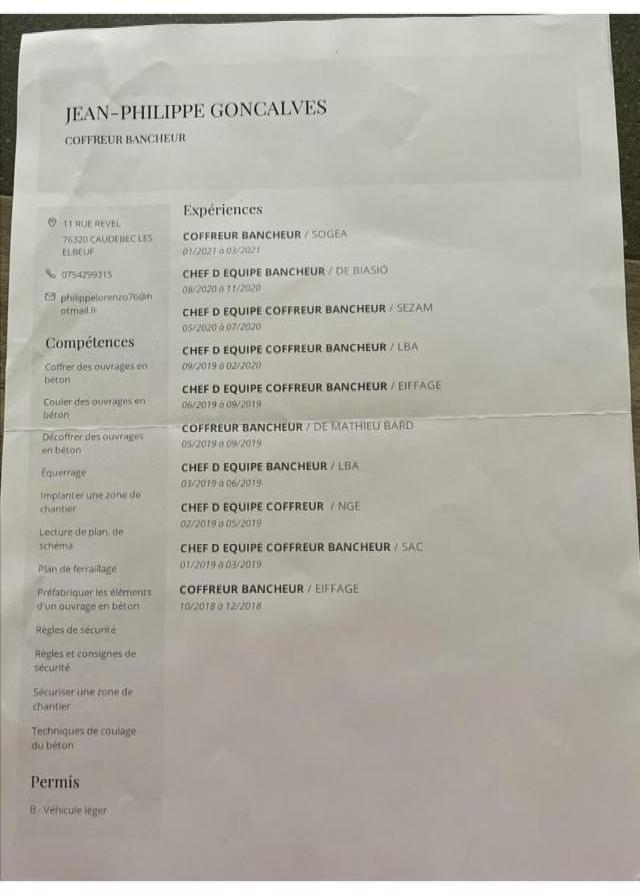 JEAN-PHILIPPE GONCALVES
COFFREUR BANCHEUR
11 RUE REVEL
76320 CAUDEBEC LES
ELBEUF
0754299315
philippelorenzo76@h
otmail.fr
Compétences
Coffrer des ouvrages en
béton
Couler des ouvrages en
béton
Décoffrer des ouvrages
en béton
Équerrage
Implanter une zone de
chantier
Lecture de plan, de
schéma
Plan de ferraillage
Préfabriquer les éléments
d'un ouvrage en béton
Règles de sécurité
Règles et consignes de
sécurité
Sécuriser une zone de
chantier
Techniques de coulage
du béton
Permis
B - Véhicule léger
Expériences
COFFREUR BANCHEUR / SOGEA
01/2021 à 03/2021
CHEF D EQUIPE BANCHEUR / DE BIASIO
08/2020 à 11/2020
CHEF D EQUIPE COFFREUR BANCHEUR / SEZAM
05/2020 à 07/2020
CHEF D EQUIPE COFFREUR BANCHEUR / LBA
09/2019 à 02/2020
CHEF D EQUIPE COFFREUR BANCHEUR / EIFFAGE
06/2019 à 09/2019
COFFREUR BANCHEUR / DE MATHIEU BARD
05/2019 à 09/2019
CHEF D EQUIPE BANCHEUR / LBA
03/2019 à 06/2019
CHEF D EQUIPE COFFREUR / NGE
02/2019 à 05/2019
CHEF D EQUIPE COFFREUR BANCHEUR / SAC
01/2019 à 03/2019
COFFREUR BANCHEUR / EIFFAGE
10/2018 à 12/2018